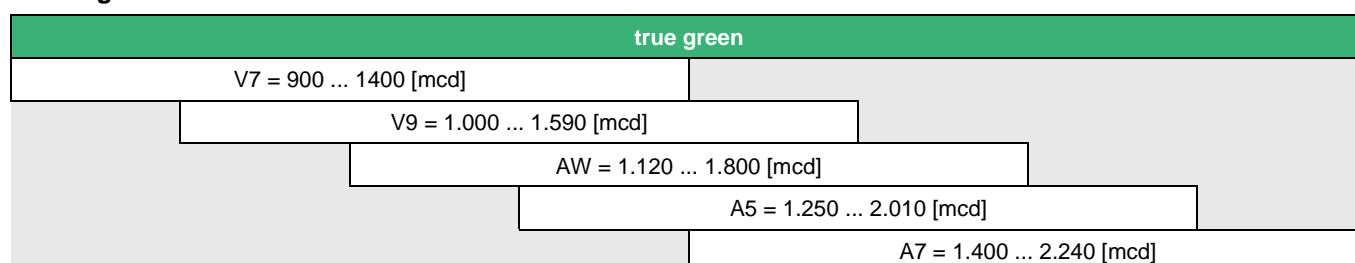 true green
V7 = 900 ... 1400 [mcd]
V9 = 1.000 ... 1.590 [mcd]
AW = 1.120 ... 1.800 [mcd]
A5 = 1.250 ... 2.010 [mcd]
A7 = 1.400 ... 2.240 [mcd]